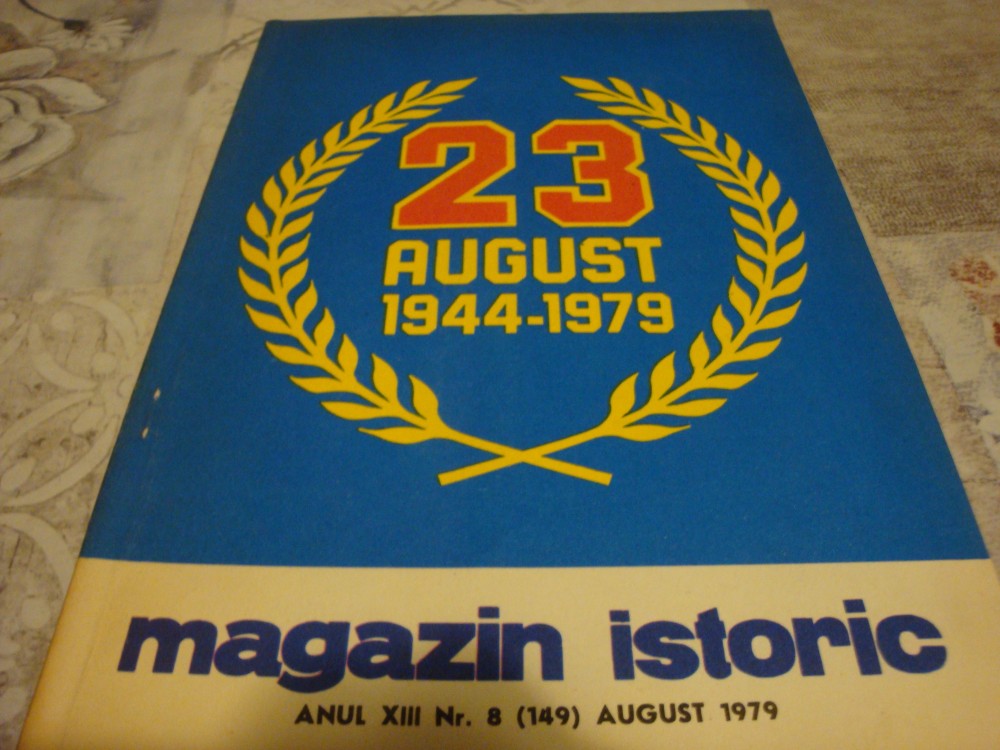 23
AUGUST
1944-1979
magazin istoric
ANUL XIII Nr. 8 (149) AUGUST 1979